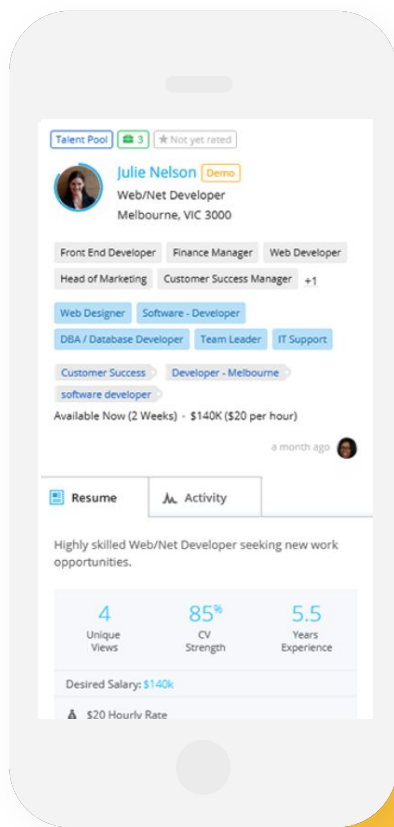 Talent Pool 3 Not yet rated
Julie Nelson Demo
Web/Net Developer
Melbourne, VIC 3000
Front End Developer Finance Manager Web Developer
Head of Marketing Customer Success Manager +1
Web Designer Software - Developer
DBA / Database Developer Team Leader IT Support
Customer Success Developer - Melbourne
software developer
Available Now (2 Weeks) • $140K ($20 per hour)
a month ago
Resume Activity
Highly skilled Web/Net Developer seeking new work
opportunities.
4 85% 5.5
Unique CV Years
Views Strength Experience
Desired Salary: $140k
$20 Hourly Rate